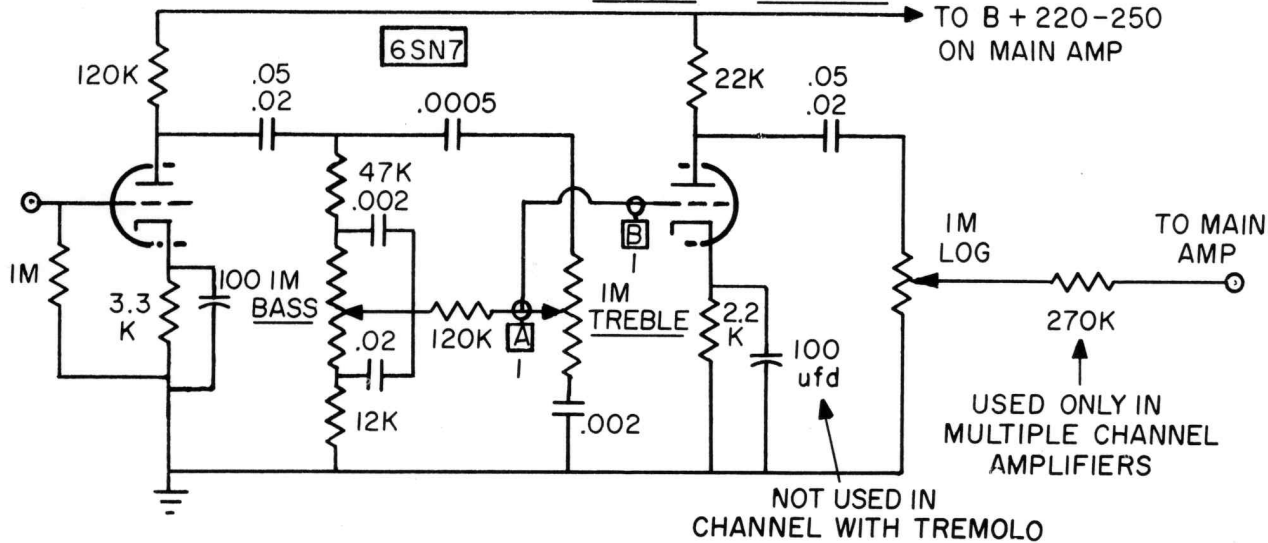 TO B + 220-250
ON MAIN AMP
6SN7
120K
.05
.02
.0005
22K
.05
.02
47K
.002
B
1
1M
LOG
TO MAIN
AMP
1M
3.3
K
100
1M
BASS
120K
A
1
1M
TREBLE
2.2
K
270K
.02
12K
.002
100
ufd
USED ONLY IN
MULTIPLE CHANNEL
AMPLIFIERS
NOT USED IN
CHANNEL WITH TREMOLO